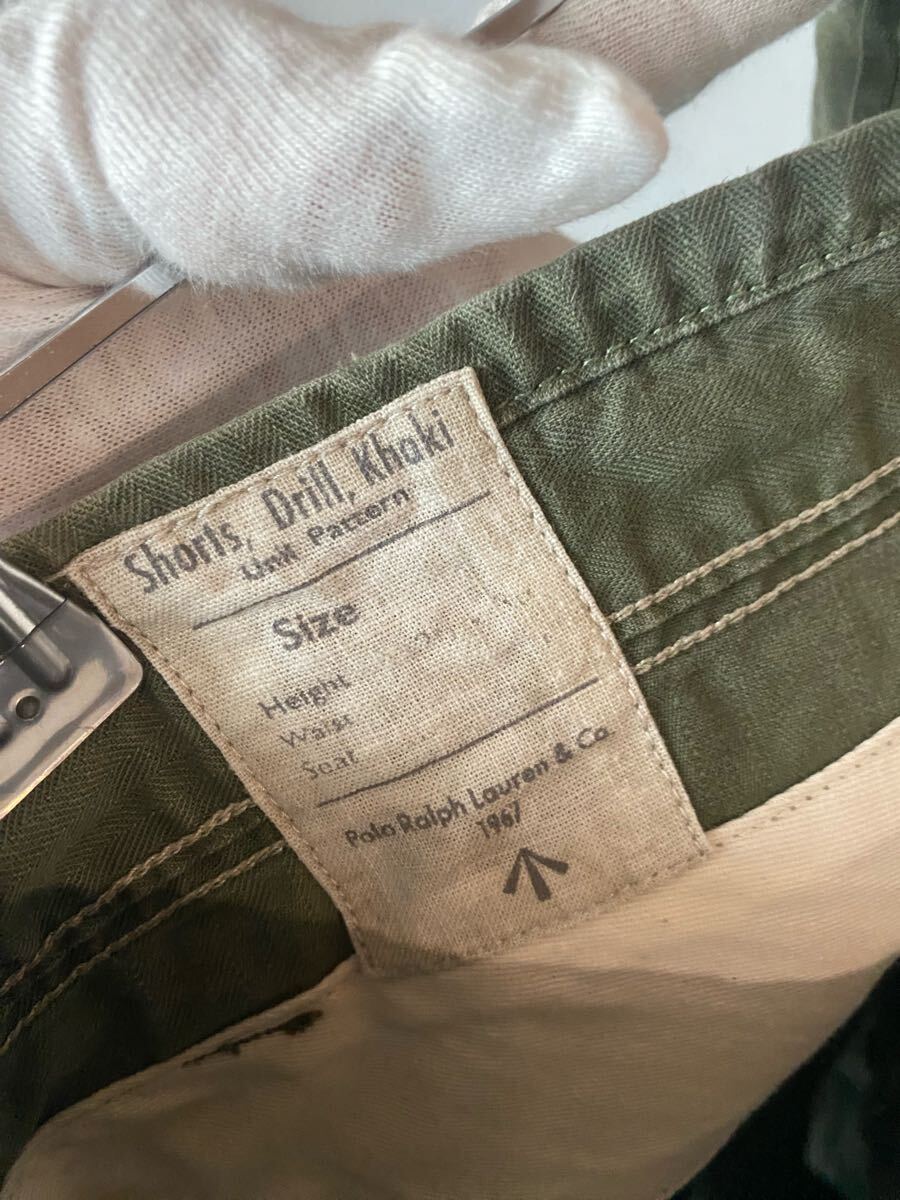 Shorts, Drill, Khaki
Unit Pattern
Size
Height
Waist
Seat
Polo Ralph Lauren & Co
1967